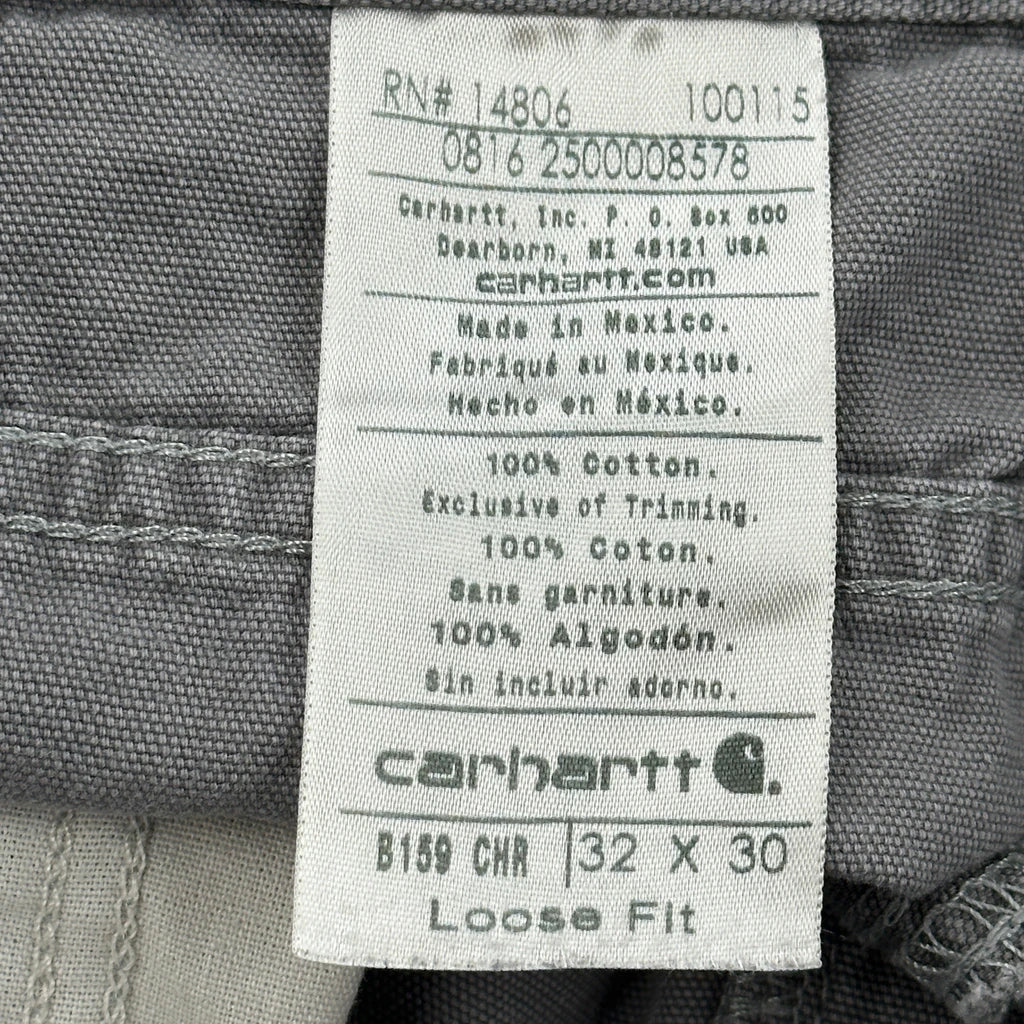 RN# 14806 100115
0816 2500008578
Carhartt, Inc. P. O. Box 600
Dearborn, MI 48121 USA
carhartt.com
Made in Mexico.
Fabriqué au Mexique.
Hecho en México.
100% Cotton.
Exclusive of Trimming.
100% Coton.
Sans garniture.
100% Algodón.
Sin incluir adorno.
carhartt
B159 CHR 32 X 30
Loose Fit